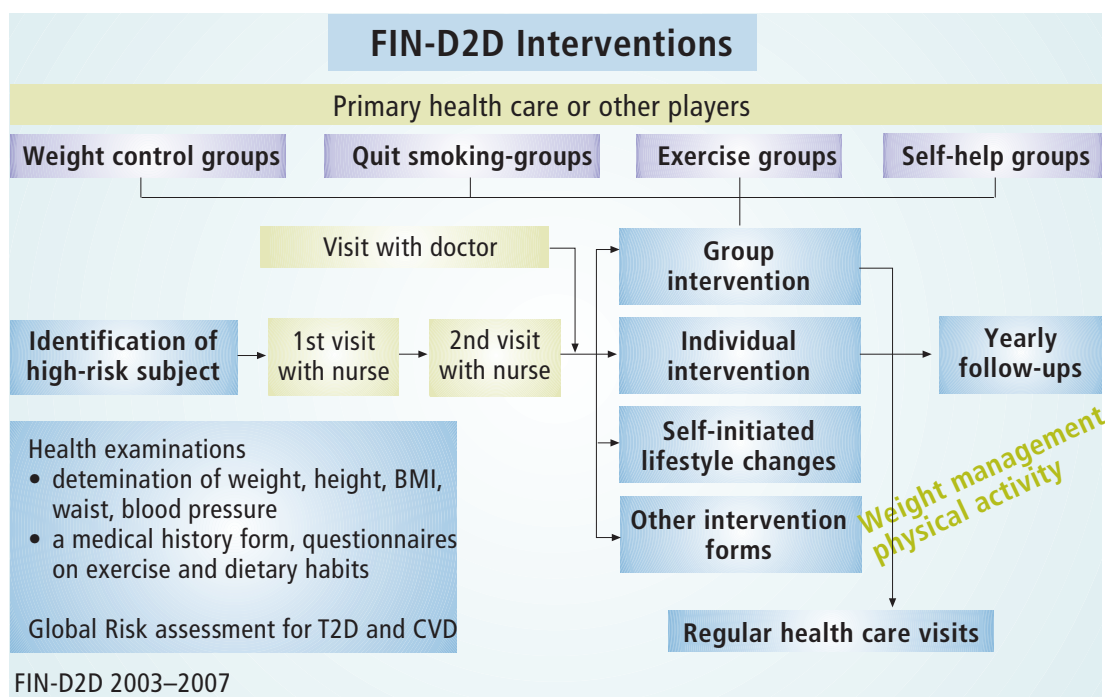 FIN-D2D Interventions
Primary health care or other players
Weight control groups
Quit smoking-groups
Exercise groups
Self-help groups
Visit with doctor
Group
intervention
Identification of
high-risk subject
1st visit
with nurse
2nd visit
with nurse
Individual
intervention
Yearly
follow-ups
Self-initiated
lifestyle changes
Other intervention
forms
Weight management
physical activity
Health examinations
• detemination of weight, height, BMI,
waist, blood pressure
• a medical history form, questionnaires
on exercise and dietary habits
Global Risk assessment for T2D and CVD
Regular health care visits
FIN-D2D 2003–2007